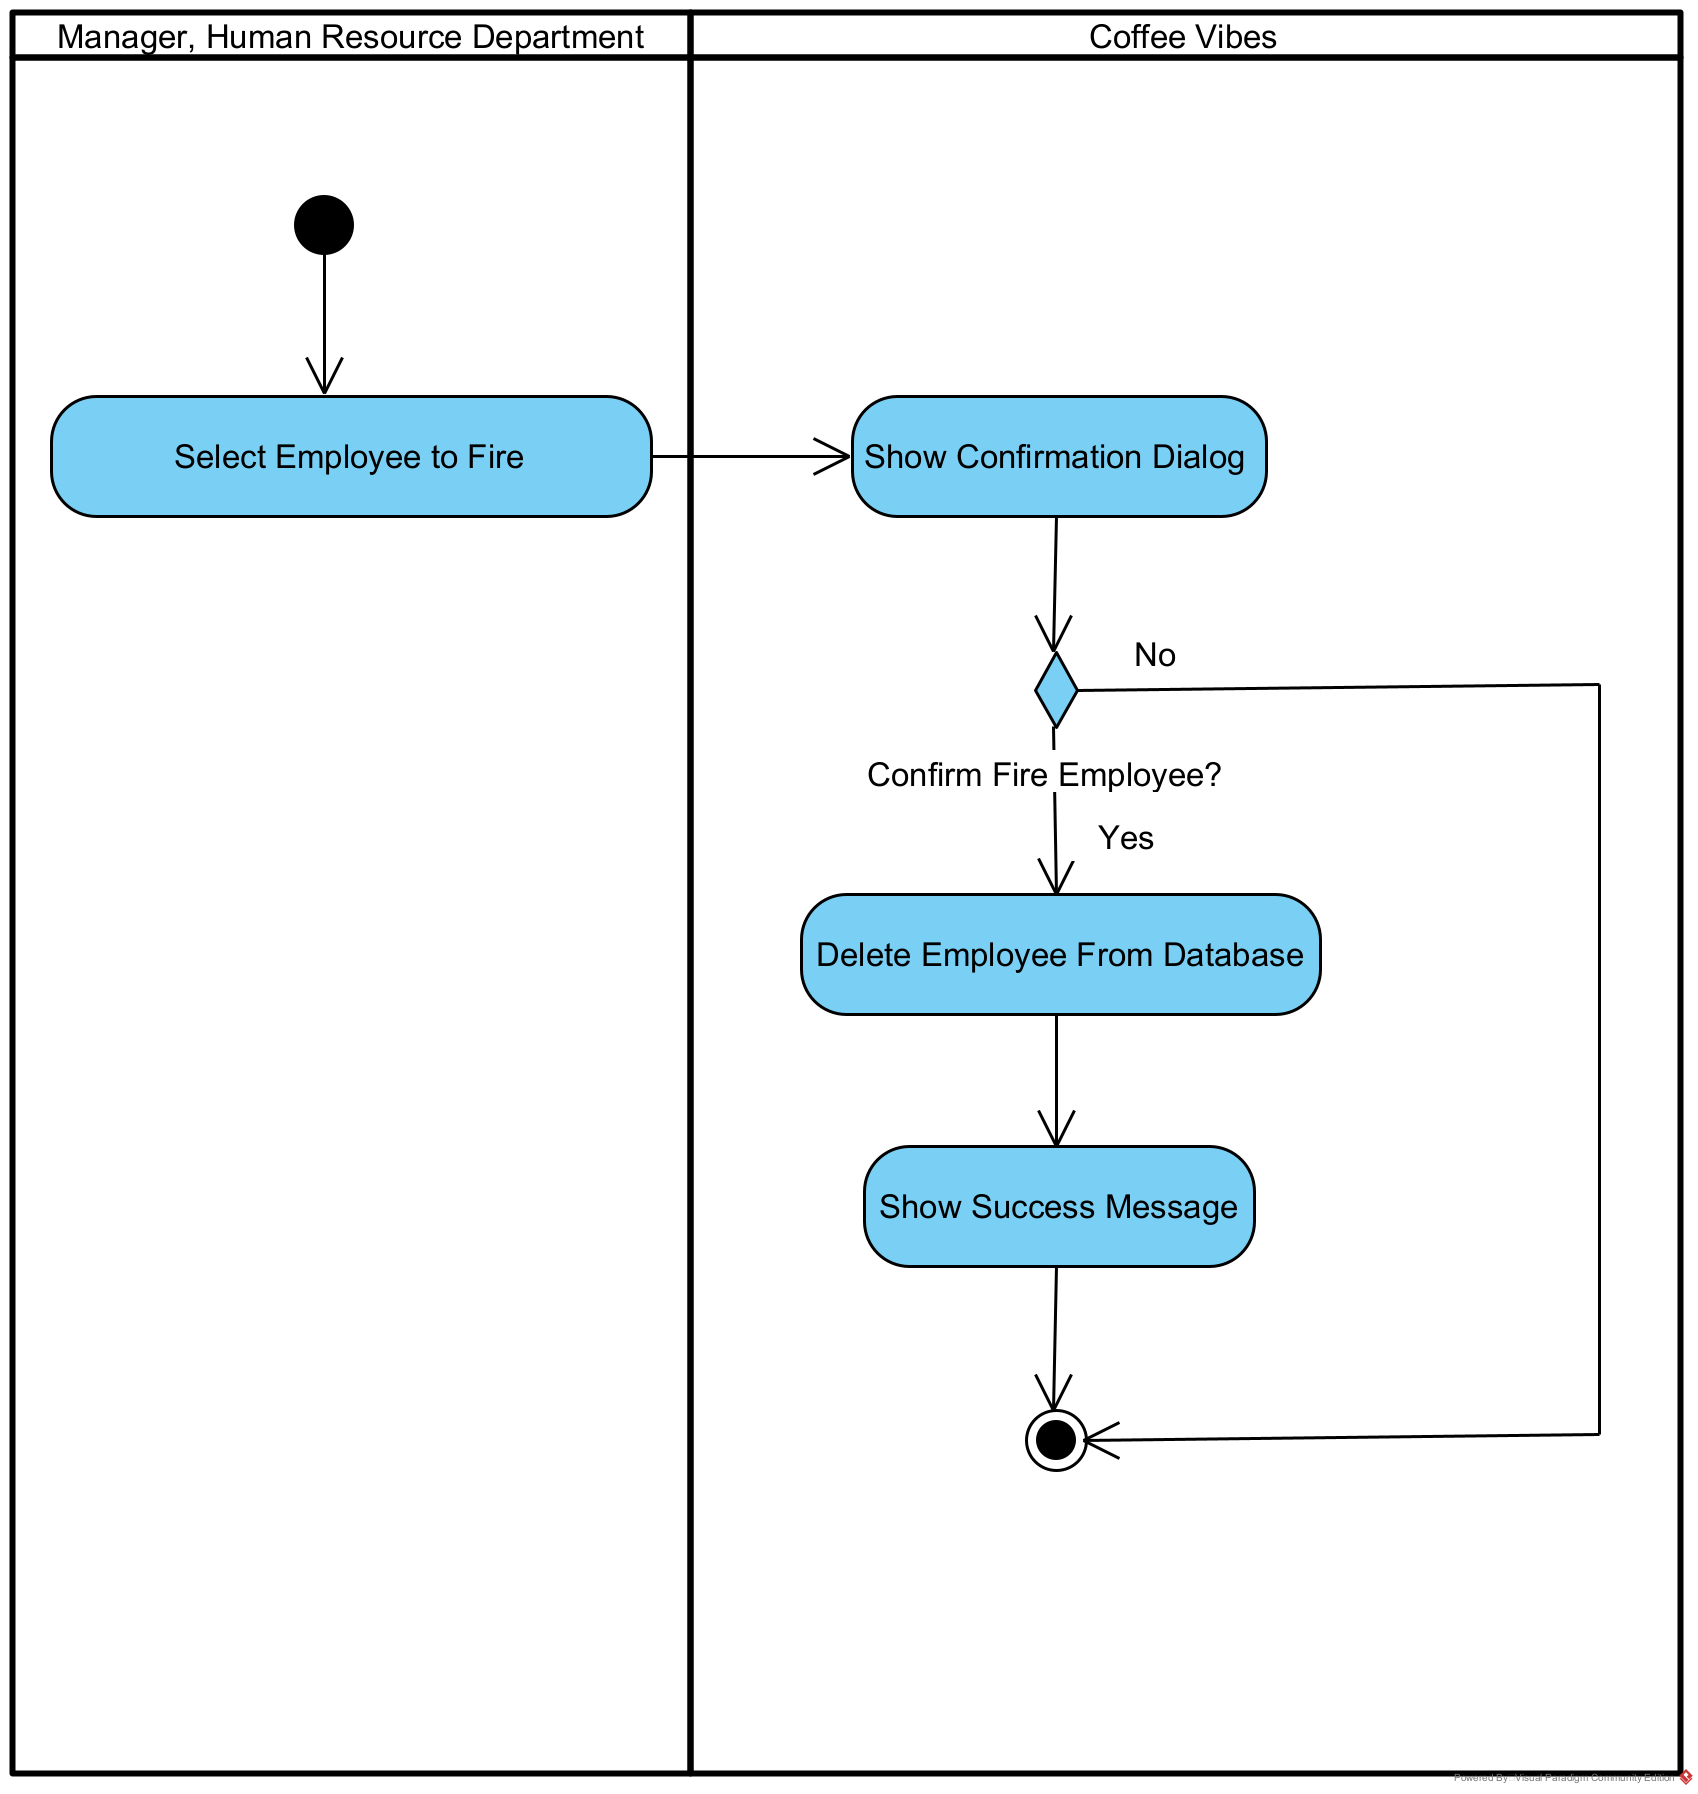 Manager, Human Resource Department
Coffee Vibes
Select Employee to Fire
Show Confirmation Dialog
No
Confirm Fire Employee?
Yes
Delete Employee From Database
Show Success Message
Powered By: Visual Paradigm Community Edition